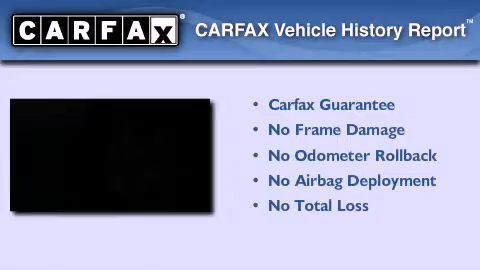 CARFAX® CARFAX Vehicle History Report™
• Carfax Guarantee
• No Frame Damage
• No Odometer Rollback
• No Airbag Deployment
• No Total Loss